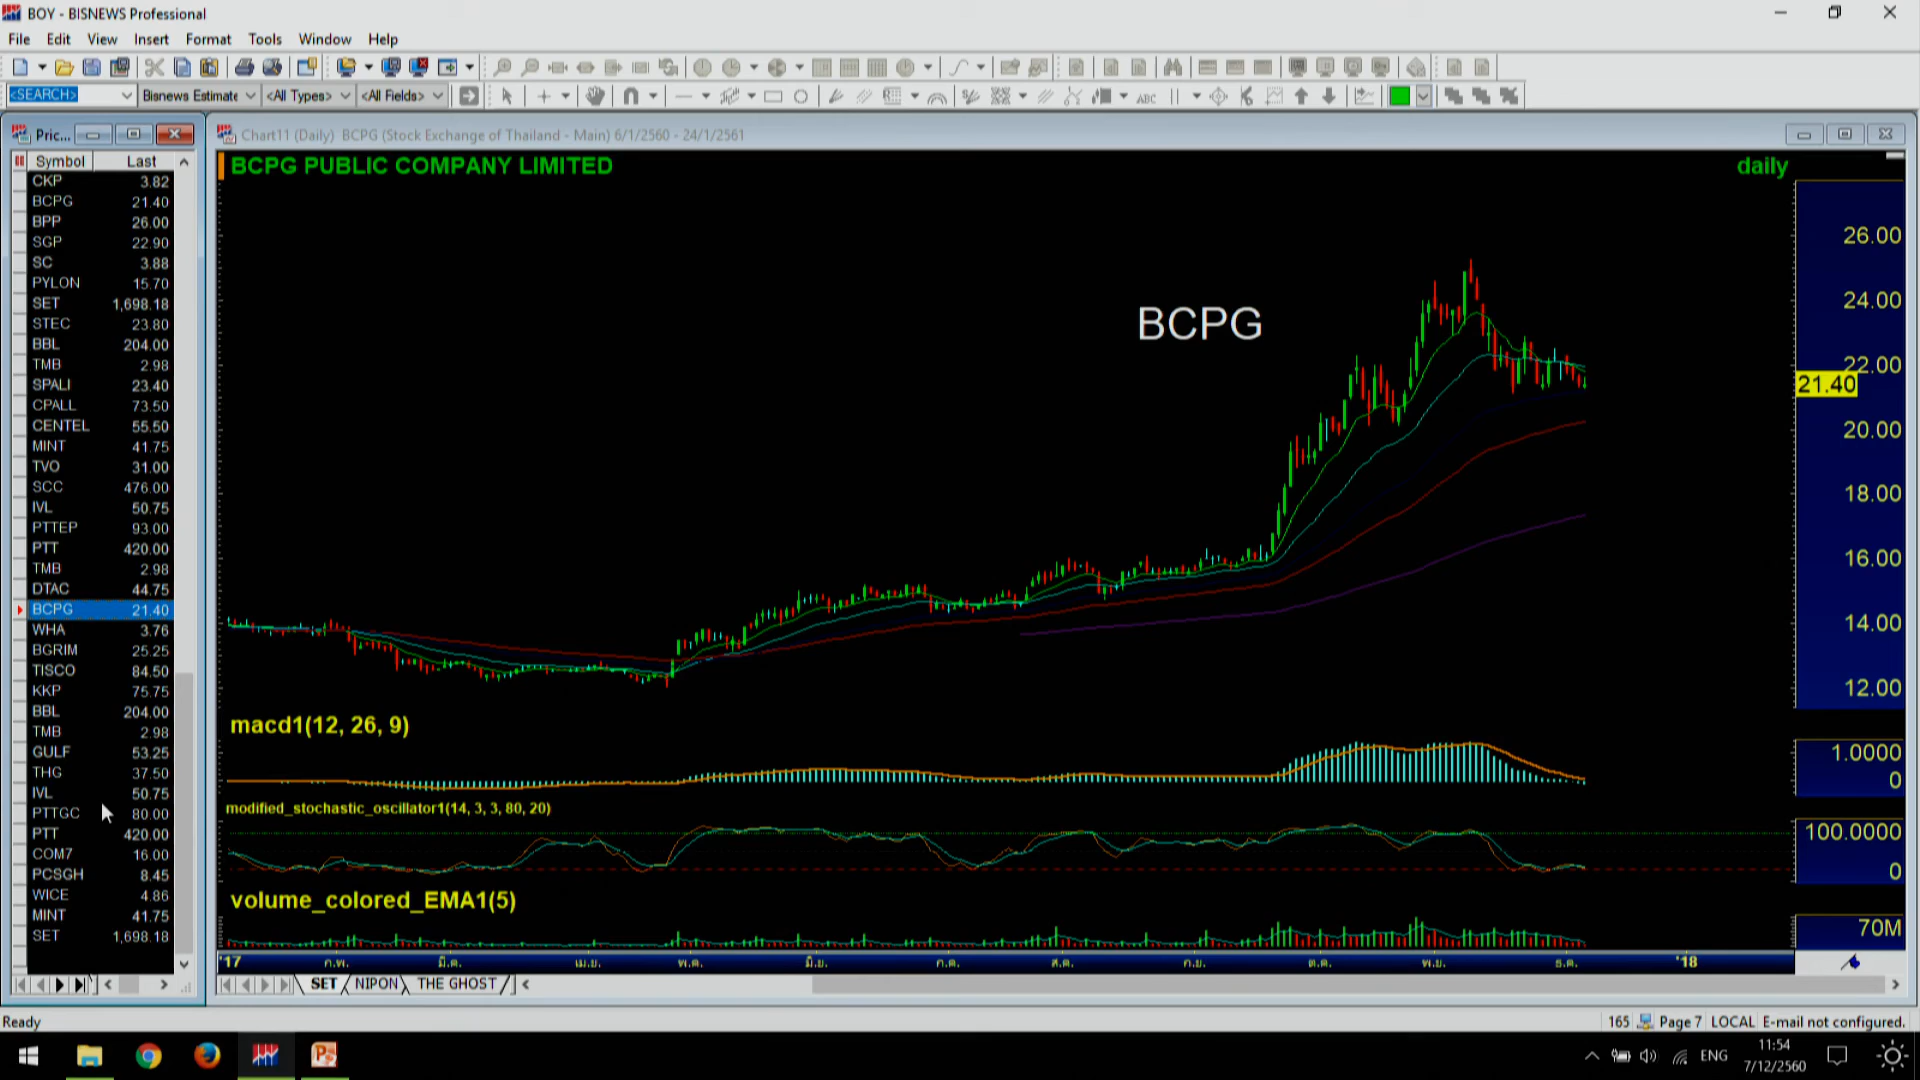 BOY - BISNEWS Professional
File Edit View Insert Format Tools Window Help
<SEARCH> Bisnews Estimate <All Types> <All Fields> ABC
Pric...
Symbol Last
CKP 3.82
BCPG 21.40
BPP 26.00
SGP 22.90
SC 3.88
PYLON 15.70
SET 1,698.18
STEC 23.80
BBL 204.00
TMB 2.98
SPALI 23.40
CPALL 73.50
CENTEL 55.50
MINT 41.75
TVO 31.00
SCC 476.00
IVL 50.75
PTTEP 93.00
PTT 420.00
TMB 2.98
DTAC 44.75
BCPG 21.40
WHA 3.76
BGRIM 25.25
TISCO 84.50
KKP 75.75
BBL 204.00
TMB 2.98
GULF 53.25
THG 37.50
IVL 50.75
PTTGC 80.00
PTT 420.00
COM7 16.00
PCSGH 8.45
WICE 4.86
MINT 41.75
SET 1,698.18
Chart11 (Daily) BCPG (Stock Exchange of Thailand - Main) 6/1/2560 - 24/1/2561
BCPG PUBLIC COMPANY LIMITED daily
BCPG
26.00
24.00
22.00
21.40
20.00
18.00
16.00
14.00
12.00
macd1(12, 26, 9)
1.0000
0
modified_stochastic_oscillator1(14, 3, 3, 80, 20)
100.0000
0
volume_colored_EMA1(5)
70M
'17 ก.พ. มี.ค. เม.ย. พ.ค. มิ.ย. ก.ค. ส.ค. ก.ย. ต.ค. พ.ย. ธ.ค. '18
SET NIPON THE GHOST
Ready 165 Page 7 LOCAL E-mail not configured.
ENG 11:54
7/12/2560